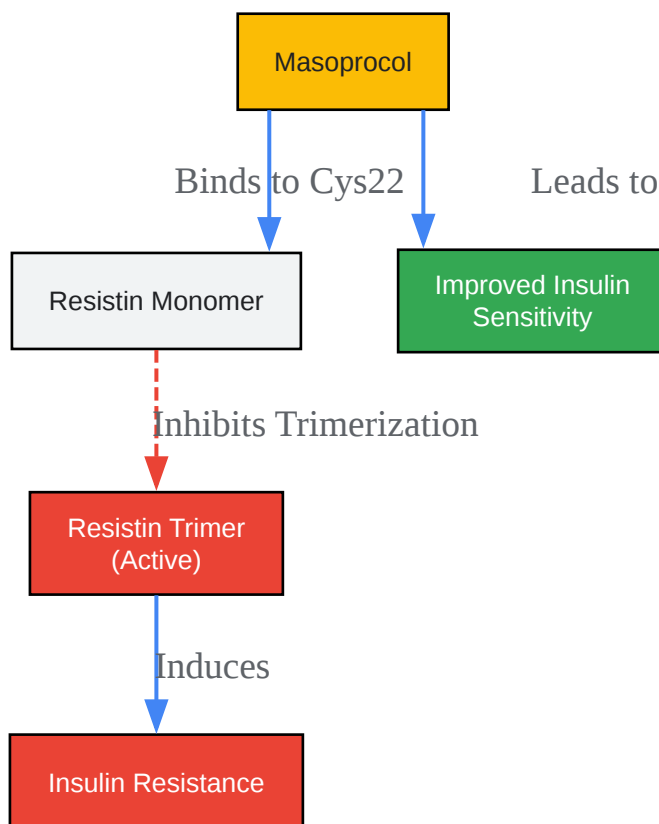 Masoprocol
Binds to Cys22
Leads to
Resistin Monomer
Improved Insulin
Sensitivity
Inhibits Trimerization
Resistin Trimer
(Active)
Induces
Insulin Resistance